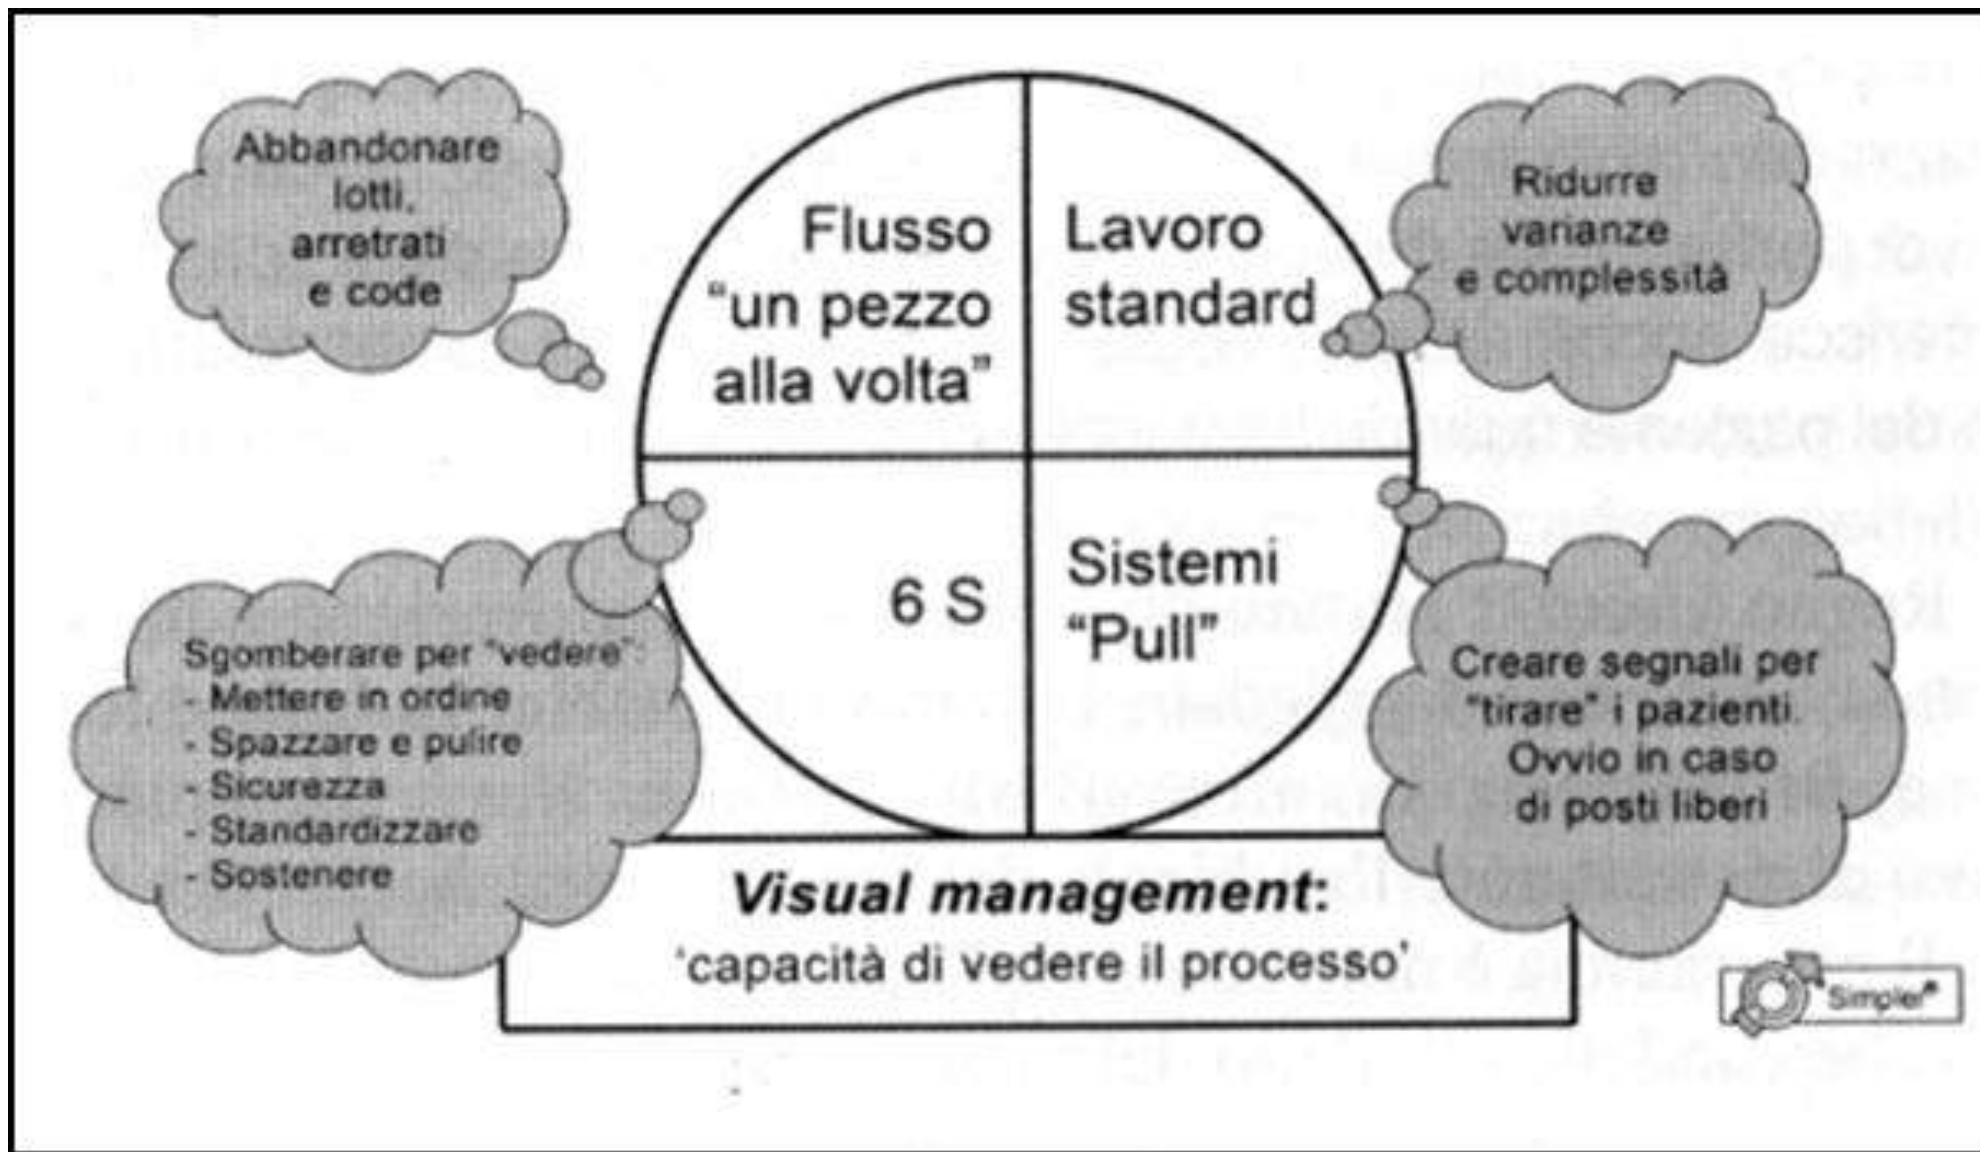 Abbandonare
lotti,
arretrati
e code
Flusso
“un pezzo
alla volta”
Lavoro
standard
Ridurre
varianze
e complessità
6 S
Sistemi
“Pull”
Sgomberare per “vedere”:
- Mettere in ordine
- Spazzare e pulire
- Sicurezza
- Standardizzare
- Sostenere
Creare segnali per
“tirare” i pazienti.
Ovvio in caso
di posti liberi
Visual management:
‘capacità di vedere il processo’
Simpler®